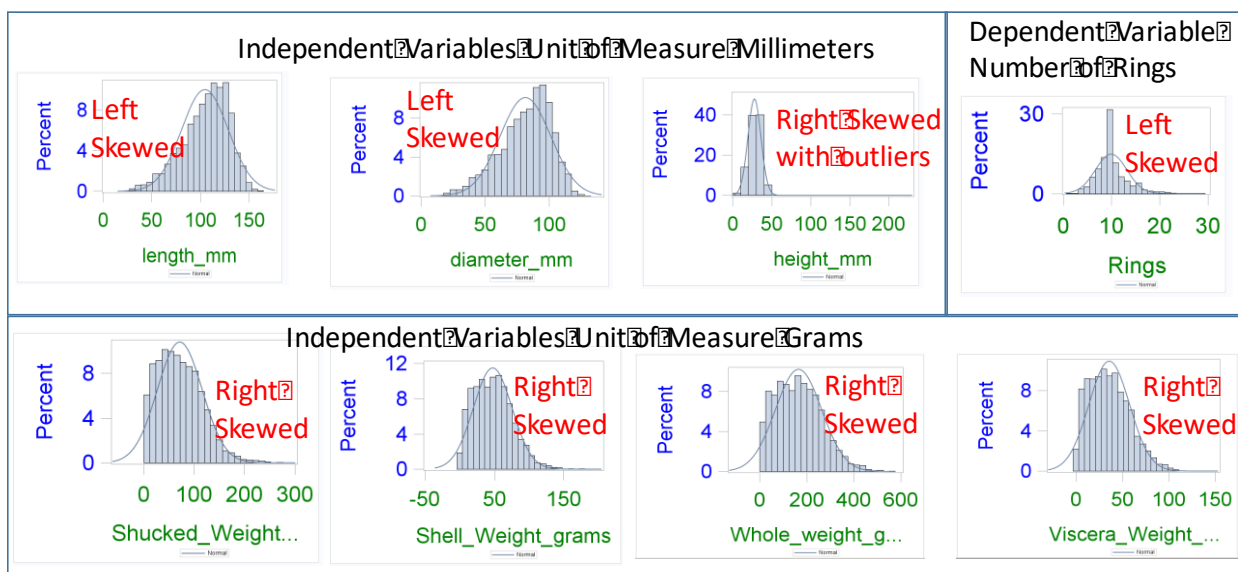 Independent Variables Unit of Measure Millimeters
Dependent Variable
Number of Rings
Percent
8
4
0
Left
Skewed
0 50 100 150
length_mm
Normal
Percent
12
8
4
0
Left
Skewed
0 50 100
diameter_mm
Normal
Percent
40
20
0
Right Skewed
with outliers
0 50 100 150 200
height_mm
Normal
Percent
30
0
Left
Skewed
0 10 20 30
Rings
Normal
Independent Variables Unit of Measure Grams
Percent
8
4
0
Right
Skewed
0 100 200 300
Shucked_Weight...
Normal
Percent
12
8
4
0
Right
Skewed
-50 50 150
Shell_Weight_grams
Normal
Percent
8
4
0
Right
Skewed
0 200 400 600
Whole_weight_g...
Normal
Percent
8
4
0
Right
Skewed
0 50 100 150
Viscera_Weight_...
Normal